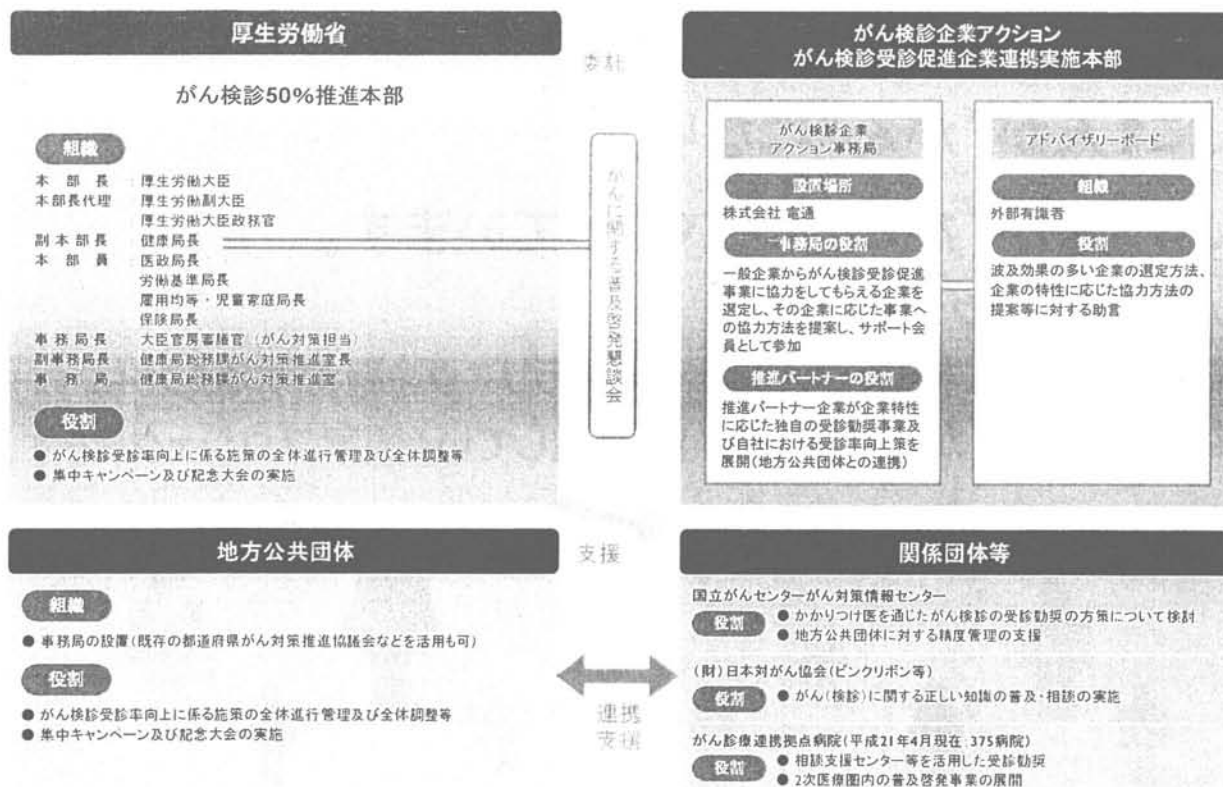 厚生労働省
がん検診50%推進本部
組織
本部長：厚生労働大臣
本部長代理：厚生労働副大臣
：厚生労働大臣政務官
副本部長：健康局長
本部員：医政局長
労働基準局長
雇用均等・児童家庭局長
保険局長
事務局長：大臣官房審議官（がん対策担当）
副事務局長：健康局総務課がん対策推進室長
事務局：健康局総務課がん対策推進室
役割
● がん検診受診率向上に係る施策の全体進行管理及び全体調整等
● 集中キャンペーン及び記念大会の実施
委託
がんに関する普及啓発懇談会
がん検診企業アクション
がん検診受診促進企業連携実施本部
がん検診企業
アクション事務局
設置場所
株式会社 電通
事務局の役割
一般企業からがん検診受診促進
事業に協力をしてもらえる企業を
選定し、その企業に応じた事業へ
の協力方法を提案し、サポート会
員として参加
推進パートナーの役割
推進パートナー企業が企業特性
に応じた独自の受診勧奨事業及
び自社における受診率向上策を
展開（地方公共団体との連携）
アドバイザリーボード
組織
外部有識者
役割
波及効果の多い企業の選定方法、
企業の特性に応じた協力方法の
提案等に対する助言
地方公共団体
組織
● 事務局の設置（既存の都道府県がん対策推進協議会などを活用も可）
役割
● がん検診受診率向上に係る施策の全体進行管理及び全体調整等
● 集中キャンペーン及び記念大会の実施
支援
連携
支援
関係団体等
国立がんセンターがん対策情報センター
役割
● かかりつけ医を通じたがん検診の受診勧奨の方策について検討
● 地方公共団体に対する精度管理の支援
（財）日本対がん協会（ピンクリボン等）
役割
● がん（検診）に関する正しい知識の普及・相談の実施
がん診療連携拠点病院（平成21年4月現在：375病院）
役割
● 相談支援センター等を活用した受診勧奨
● 2次医療圏内の普及啓発事業の展開